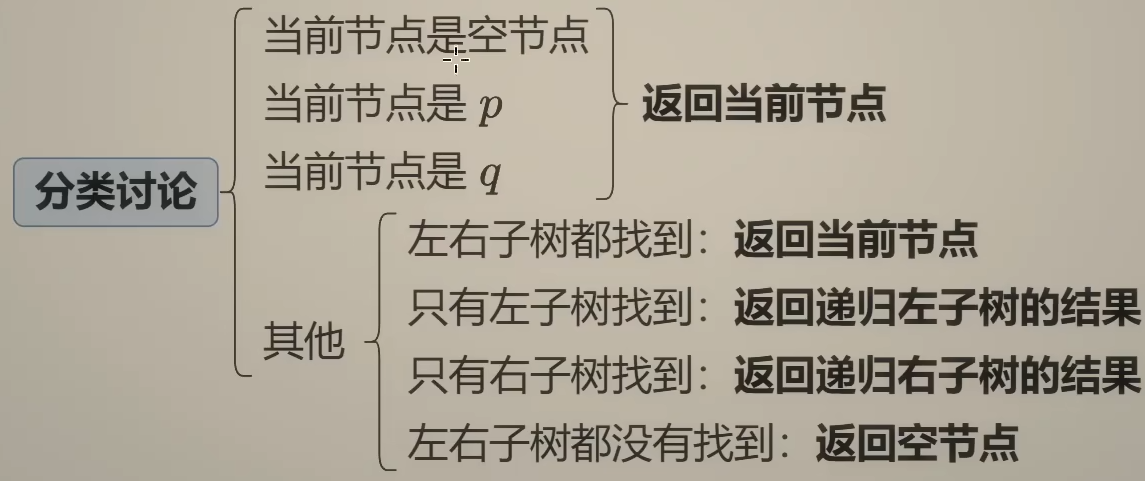 当前节点是空节点
当前节点是 p
当前节点是 q
返回当前节点
分类讨论
其他
左右子树都找到：返回当前节点
只有左子树找到：返回递归左子树的结果
只有右子树找到：返回递归右子树的结果
左右子树都没有找到：返回空节点